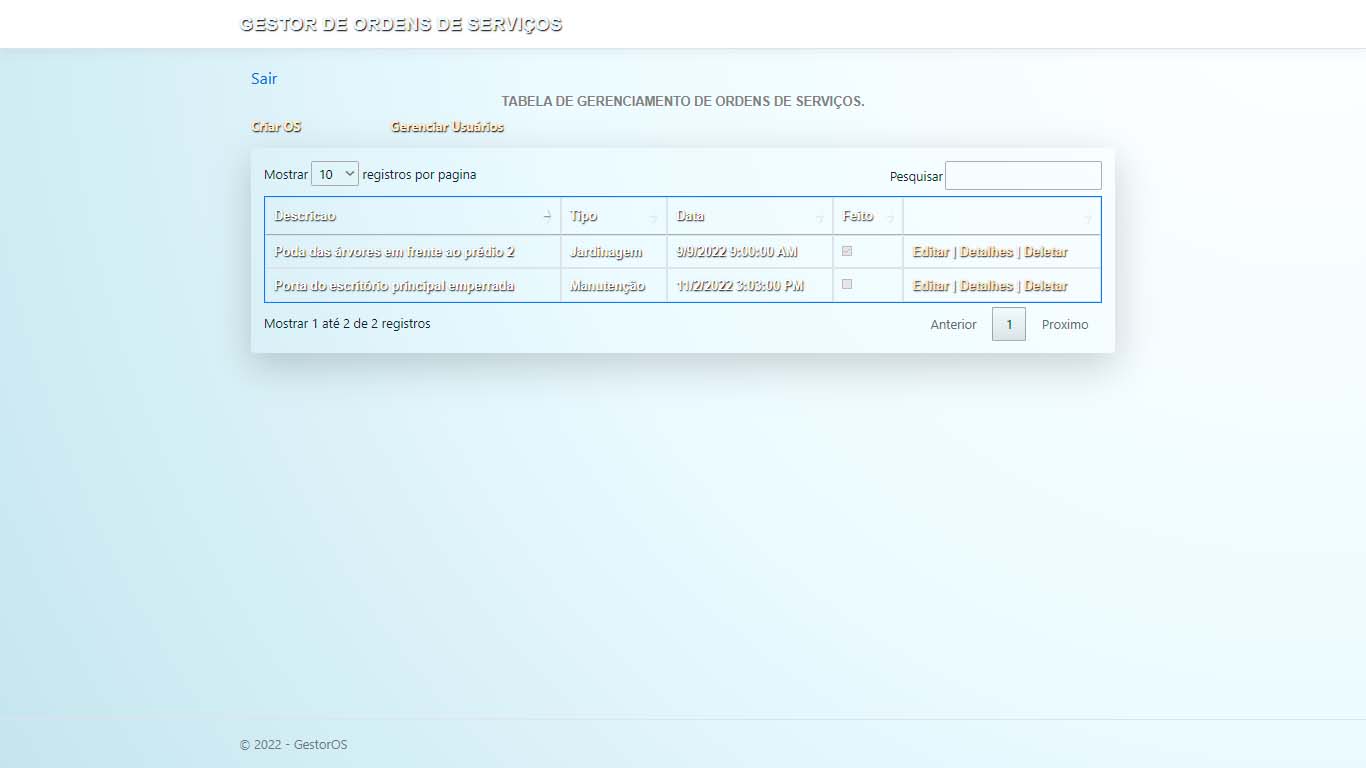 GESTOR DE ORDENS DE SERVIÇOS
Sair
TABELA DE GERENCIAMENTO DE ORDENS DE SERVIÇOS.
Criar OS Gerenciar Usuários
Mostrar 10 registros por pagina Pesquisar
Descricao Tipo Data Feito
Poda das árvores em frente ao prédio 2 Jardinagem 9/9/2022 9:00:00 AM Editar | Detalhes | Deletar
Porta do escritório principal emperrada Manutenção 11/2/2022 3:03:00 PM Editar | Detalhes | Deletar
Mostrar 1 até 2 de 2 registros Anterior 1 Proximo
© 2022 - GestorOS